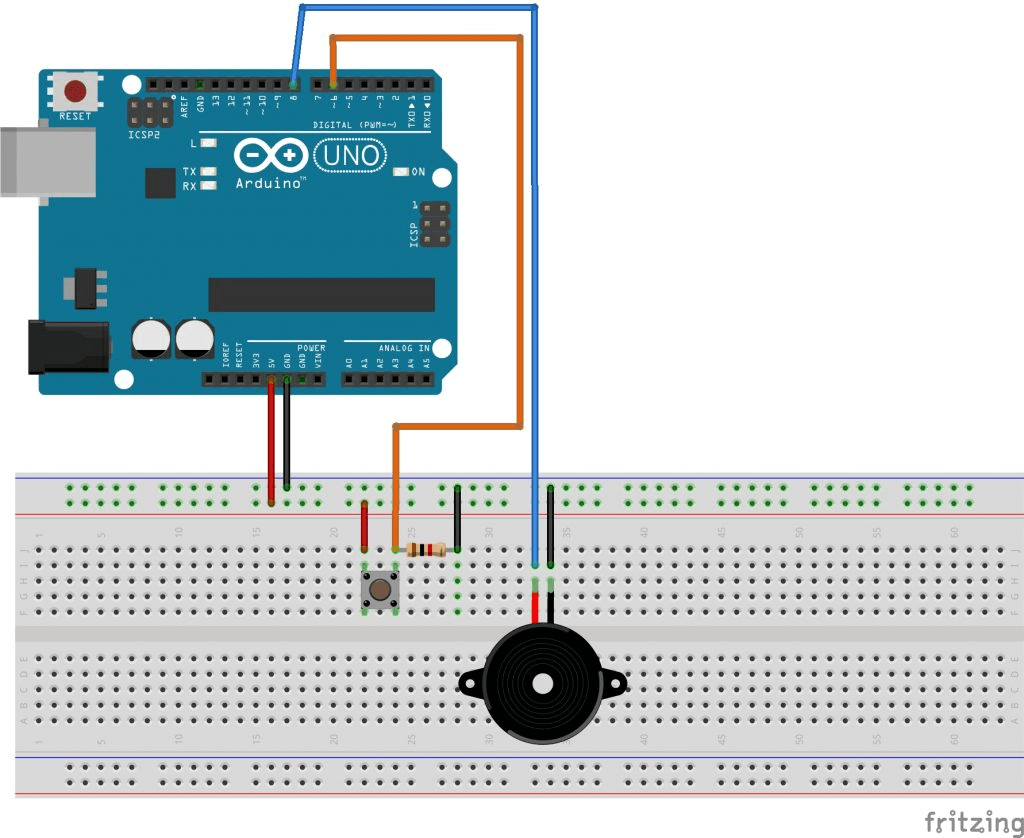 RESET
ICSP2
AREF
GND
13
12
~11
~10
~9
8
7
~6
~5
4
~3
2
TX0▶1
RX0◀0
DIGITAL (PWM=~)
L
TX
RX
UNO
Arduino™
ON
1
ICSP
POWER
ANALOG IN
IOREF
RESET
3V3
5V
GND
GND
VIN
A0
A1
A2
A3
A4
A5
1 5 10 15 20 25 30 35 40 45 50 55 60
J J
I I
H H
G G
F F
E E
D D
C C
B B
A A
1 5 10 15 20 25 30 35 40 45 50 55 60
fritzing